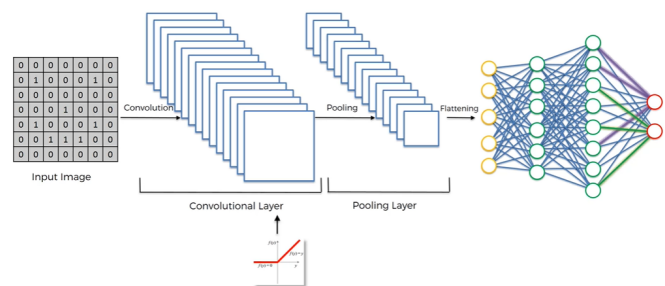 0 0 0 0 0 0 0
0 1 0 0 0 1 0
0 0 0 0 0 0 0
0 0 0 1 0 0 0
0 1 0 0 0 1 0
0 0 1 1 1 0 0
0 0 0 0 0 0 0
Input Image
Convolution
Pooling
Flattening
Convolutional Layer
Pooling Layer